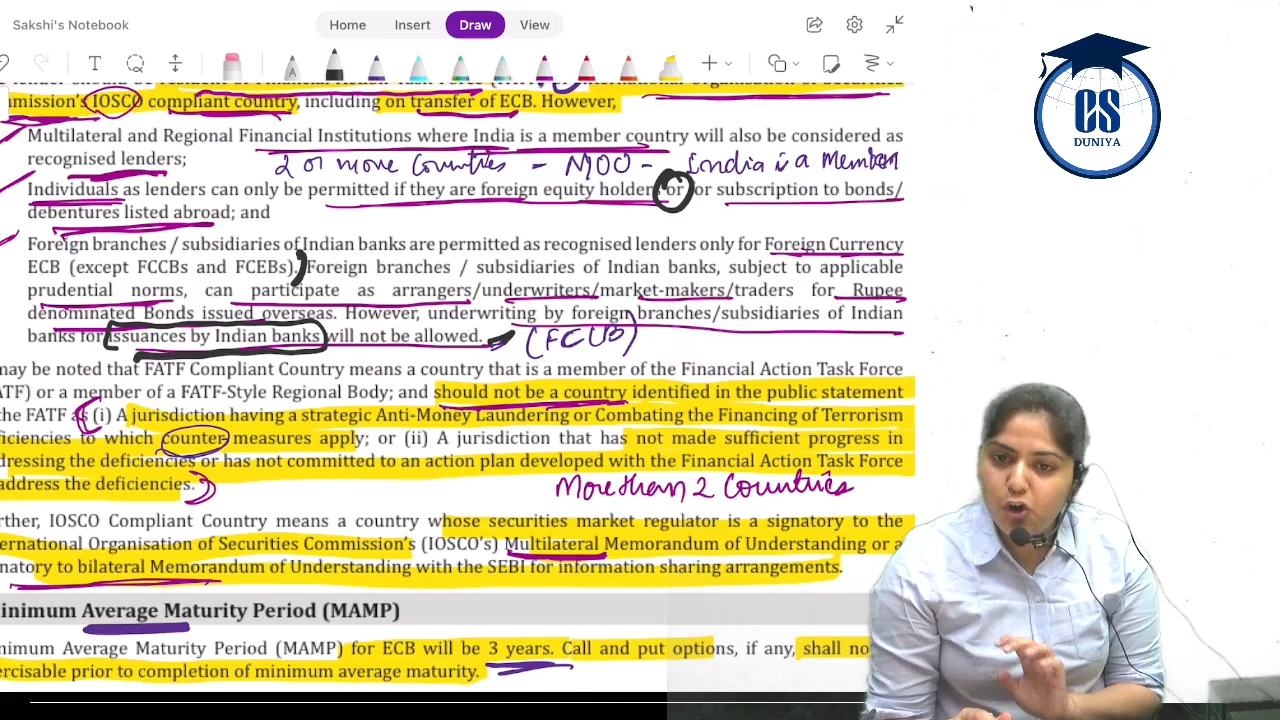 Sakshi's Notebook
Home Insert Draw View
mmission's IOSCO compliant country, including on transfer of ECB. However,
Multilateral and Regional Financial Institutions where India is a member country will also be considered as
recognised lenders;
2 or more Countries - MOU - India is a Member
Individuals as lenders can only be permitted if they are foreign equity holders or for subscription to bonds/
debentures listed abroad; and
Foreign branches / subsidiaries of Indian banks are permitted as recognised lenders only for Foreign Currency
ECB (except FCCBs and FCEBs). Foreign branches / subsidiaries of Indian banks, subject to applicable
prudential norms, can participate as arrangers/underwriters/market-makers/traders for Rupee
denominated Bonds issued overseas. However, underwriting by foreign branches/subsidiaries of Indian
banks for issuances by Indian banks will not be allowed.
may be noted that FATF Compliant Country means a country that is a member of the Financial Action Task Force
ATF) or a member of a FATF-Style Regional Body; and should not be a country identified in the public statement
the FATF as (i) A jurisdiction having a strategic Anti-Money Laundering or Combating the Financing of Terrorism
ficiencies to which counter measures apply; or (ii) A jurisdiction that has not made sufficient progress in
dressing the deficiencies or has not committed to an action plan developed with the Financial Action Task Force
address the deficiencies.
More than 2 Countries
rther, IOSCO Compliant Country means a country whose securities market regulator is a signatory to the
ernational Organisation of Securities Commission's (IOSCO's) Multilateral Memorandum of Understanding or a
natory to bilateral Memorandum of Understanding with the SEBI for information sharing arrangements.
inimum Average Maturity Period (MAMP)
nimum Average Maturity Period (MAMP) for ECB will be 3 years. Call and put options, if any, shall no
ercisable prior to completion of minimum average maturity.
CS
DUNIYA